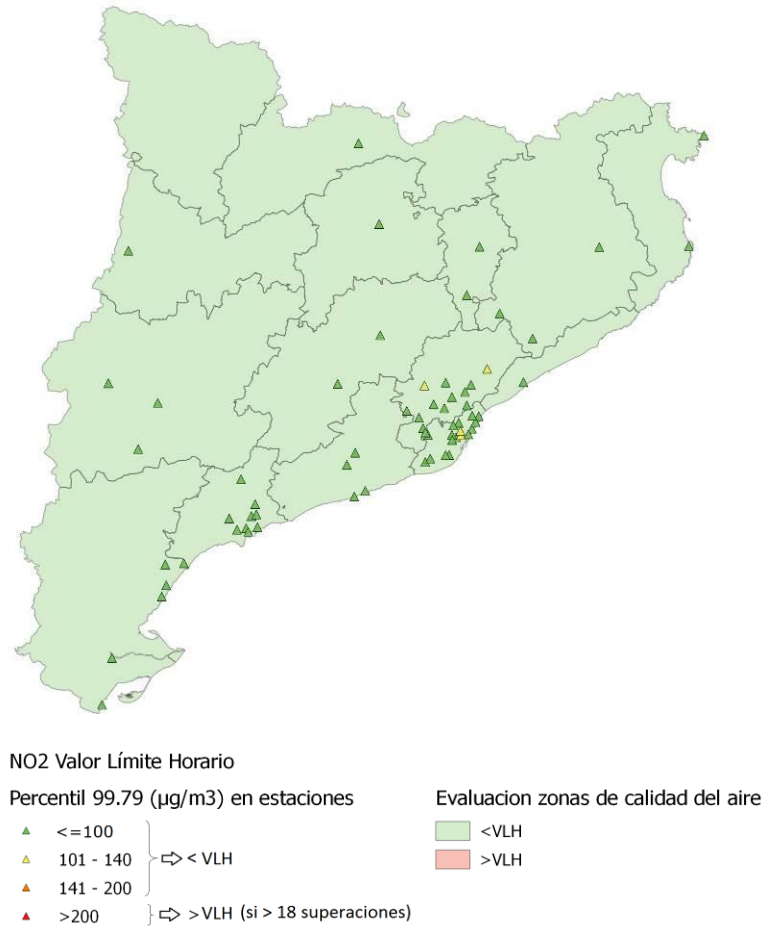 NO2 Valor Límite Horario
Percentil 99.79 (µg/m3) en estaciones
<=100
101 - 140
141 - 200
⇨ < VLH
>200 ⇨ >VLH (si > 18 superaciones)
Evaluacion zonas de calidad del aire
<VLH
>VLH